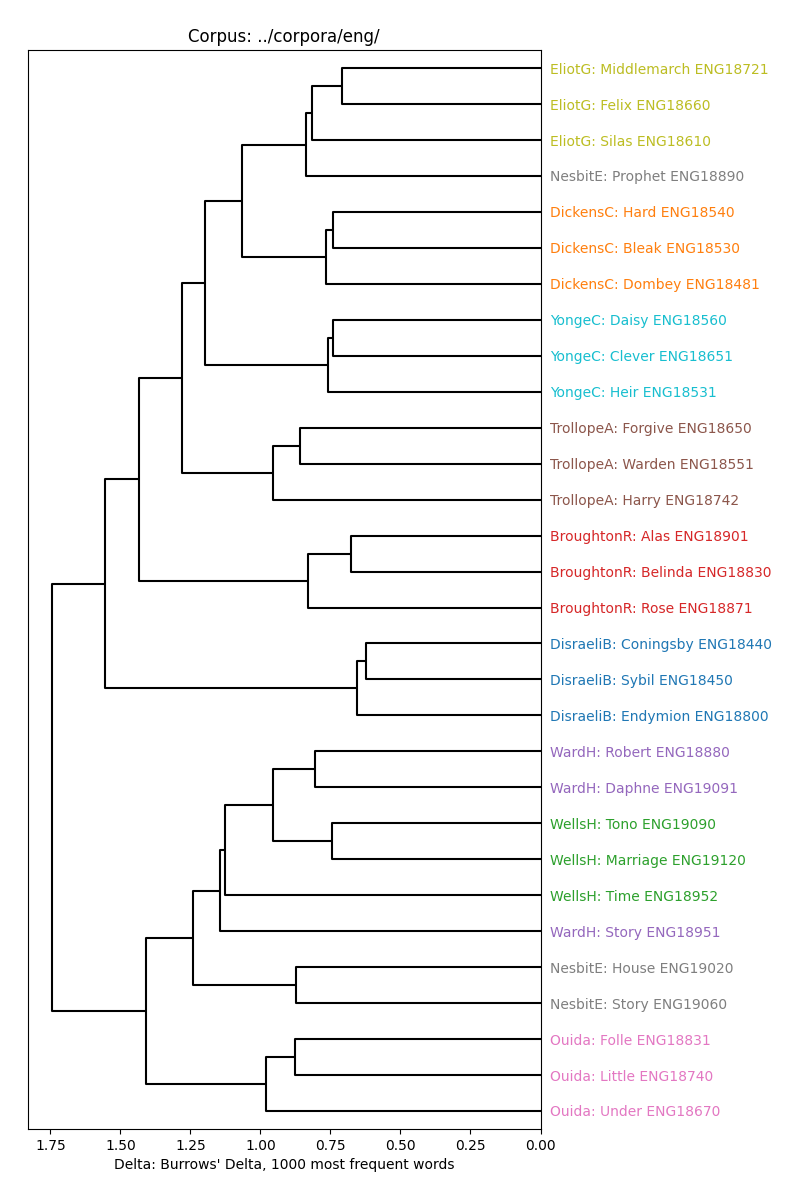 Corpus: ../corpora/eng/
EliotG: Middlemarch ENG18721
EliotG: Felix ENG18660
EliotG: Silas ENG18610
NesbitE: Prophet ENG18890
DickensC: Hard ENG18540
DickensC: Bleak ENG18530
DickensC: Dombey ENG18481
YongeC: Daisy ENG18560
YongeC: Clever ENG18651
YongeC: Heir ENG18531
TrollopeA: Forgive ENG18650
TrollopeA: Warden ENG18551
TrollopeA: Harry ENG18742
BroughtonR: Alas ENG18901
BroughtonR: Belinda ENG18830
BroughtonR: Rose ENG18871
DisraeliB: Coningsby ENG18440
DisraeliB: Sybil ENG18450
DisraeliB: Endymion ENG18800
WardH: Robert ENG18880
WardH: Daphne ENG19091
WellsH: Tono ENG19090
WellsH: Marriage ENG19120
WellsH: Time ENG18952
WardH: Story ENG18951
NesbitE: House ENG19020
NesbitE: Story ENG19060
Ouida: Folle ENG18831
Ouida: Little ENG18740
Ouida: Under ENG18670
1.75 1.50 1.25 1.00 0.75 0.50 0.25 0.00
Delta: Burrows' Delta, 1000 most frequent words